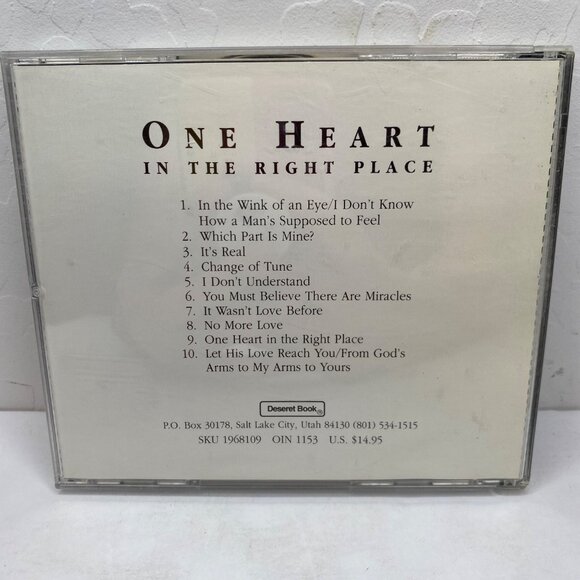 ONE HEART
IN THE RIGHT PLACE
1. In the Wink of an Eye/I Don't Know
How a Man's Supposed to Feel
2. Which Part Is Mine?
3. It's Real
4. Change of Tune
5. I Don't Understand
6. You Must Believe There Are Miracles
7. It Wasn't Love Before
8. No More Love
9. One Heart in the Right Place
10. Let His Love Reach You/From God's
Arms to My Arms to Yours
Deseret Book®
P.O. Box 30178, Salt Lake City, Utah 84130 (801) 534-1515
SKU 1968109 OIN 1153 U.S. $14.95